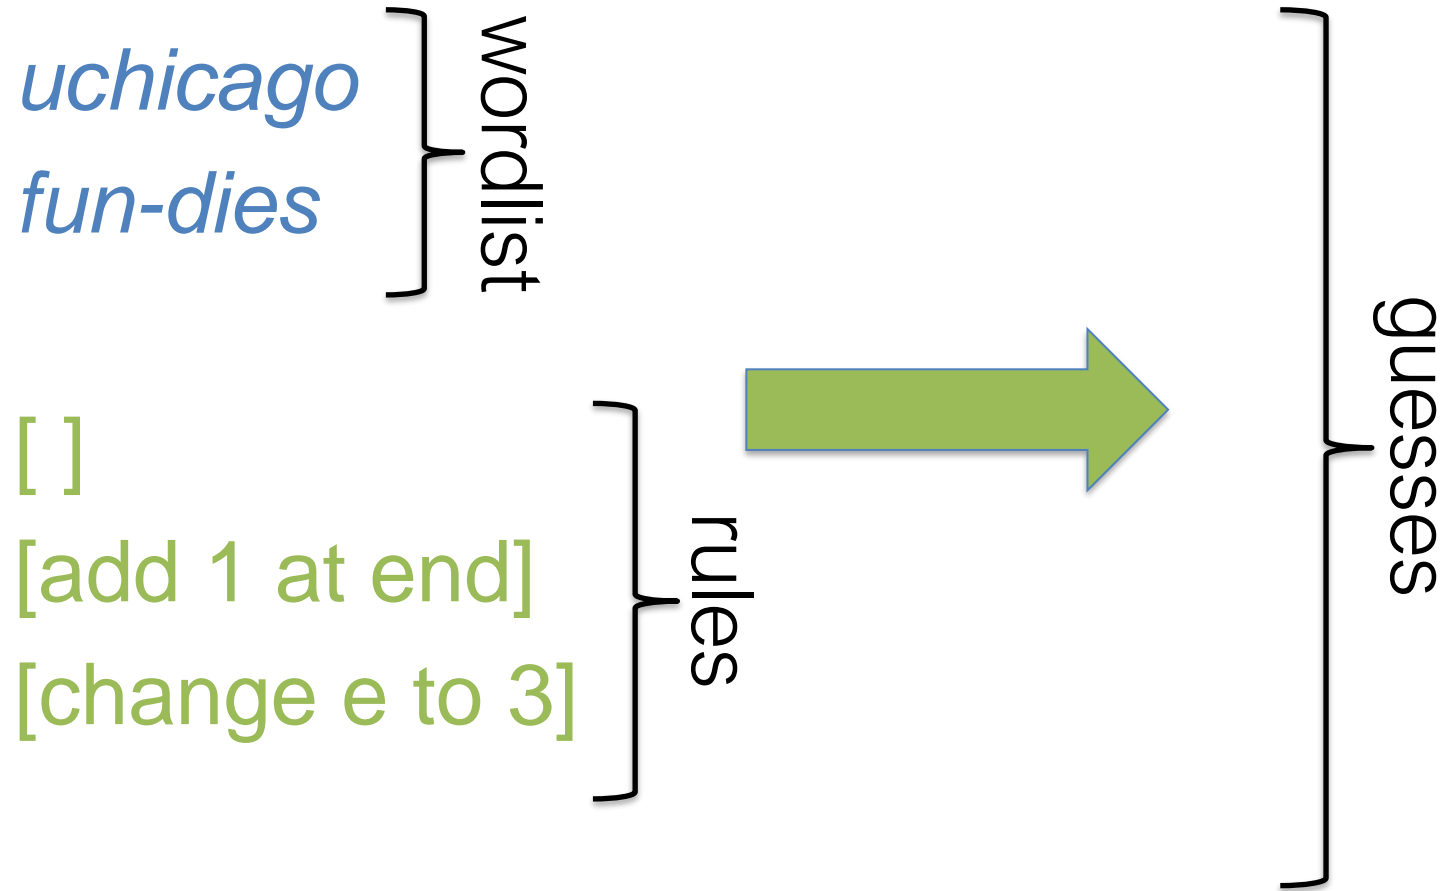 uchicago
fun-dies
wordlist
[ ]
[add 1 at end]
[change e to 3]
rules
guesses